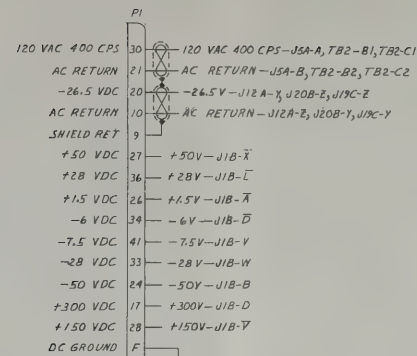 P1
120 VAC 400 CPS 30 120 VAC 400 CPS-J5A-A, TB2-B1, TB2-C1
AC RETURN 21 AC RETURN-J5A-B, TB2-B2, TB2-C2
-26.5 VDC 20 -26.5V-J12A-Y, J20B-Z, J19C-Z
AC RETURN 10 AC RETURN-J12A-Z, J20B-Y, J19C-Y
SHIELD RET 9
+50 VDC 27 +50V-J1B-X̄
+28 VDC 36 +28V-J1B-L̄
+1.5 VDC 26 +1.5V-J1B-Ā
-6 VDC 34 -6V-J1B-D̄
-7.5 VDC 41 -7.5V-J1B-V
-28 VDC 33 -28V-J1B-W
-50 VDC 24 -50V-J1B-B
+300 VDC 17 +300V-J1B-D
+150 VDC 28 +150V-J1B-V̄
DC GROUND F